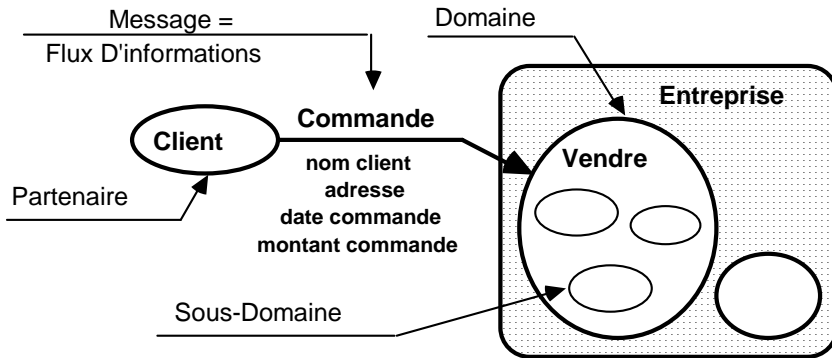 Message =
Flux D'informations
Domaine
Entreprise
Commande
Client
Vendre
nom client
adresse
date commande
montant commande
Partenaire
Sous-Domaine